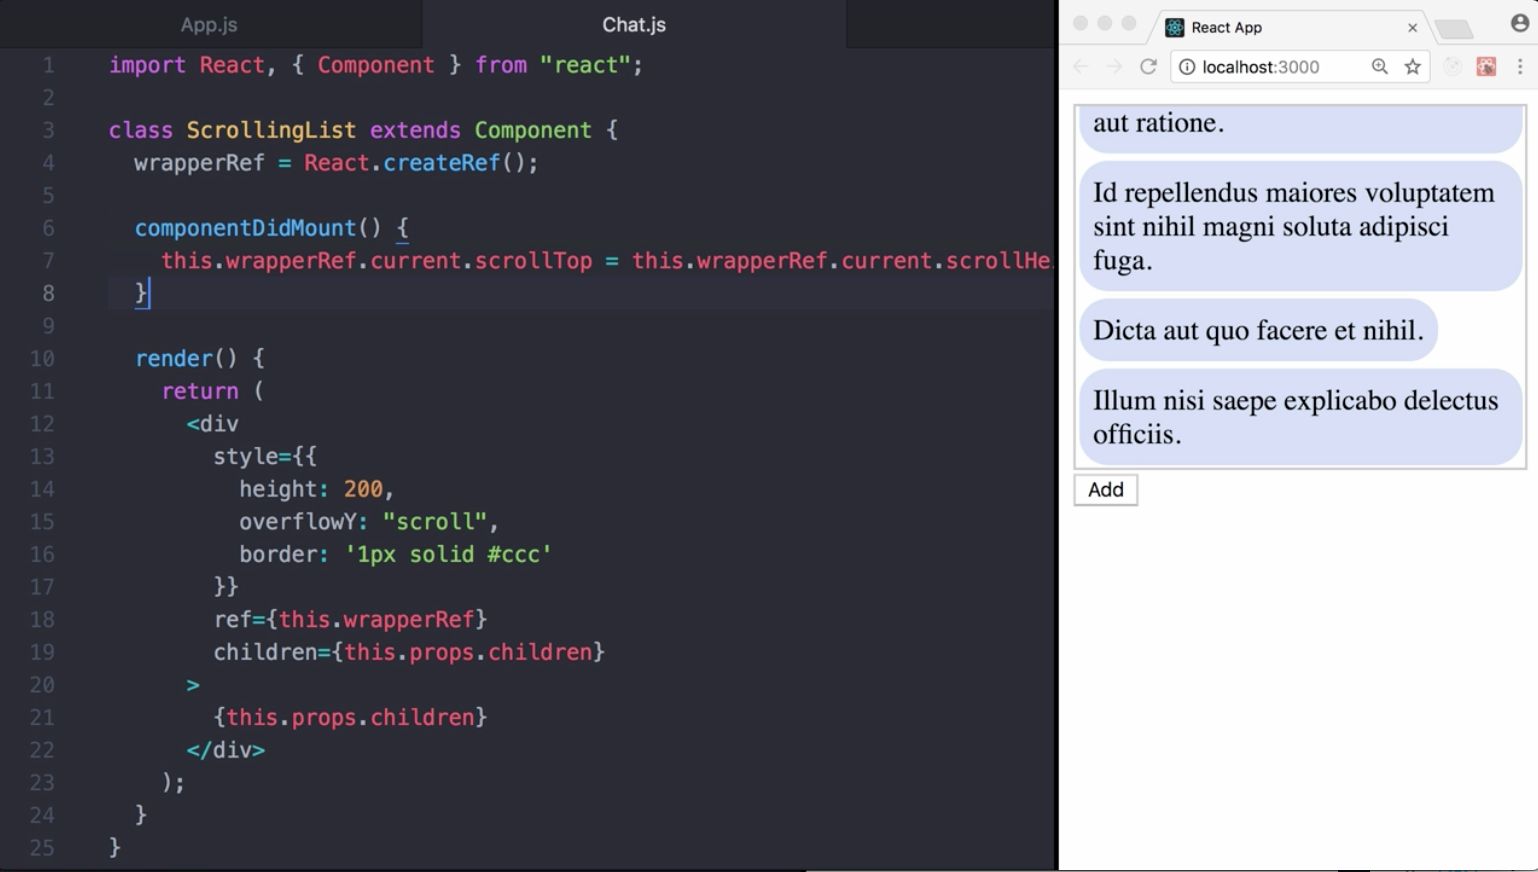 App.js
Chat.js
1 import React, { Component } from "react";
2
3 class ScrollingList extends Component {
4 wrapperRef = React.createRef();
5
6 componentDidMount() {
7 this.wrapperRef.current.scrollTop = this.wrapperRef.current.scrollHe
8 }
9
10 render() {
11 return (
12 <div
13 style={{
14 height: 200,
15 overflowY: "scroll",
16 border: '1px solid #ccc'
17 }}
18 ref={this.wrapperRef}
19 children={this.props.children}
20 >
21 {this.props.children}
22 </div>
23 );
24 }
25 }
React App
localhost:3000
aut ratione.
Id repellendus maiores voluptatem
sint nihil magni soluta adipisci
fuga.
Dicta aut quo facere et nihil.
Illum nisi saepe explicabo delectus
officiis.
Add